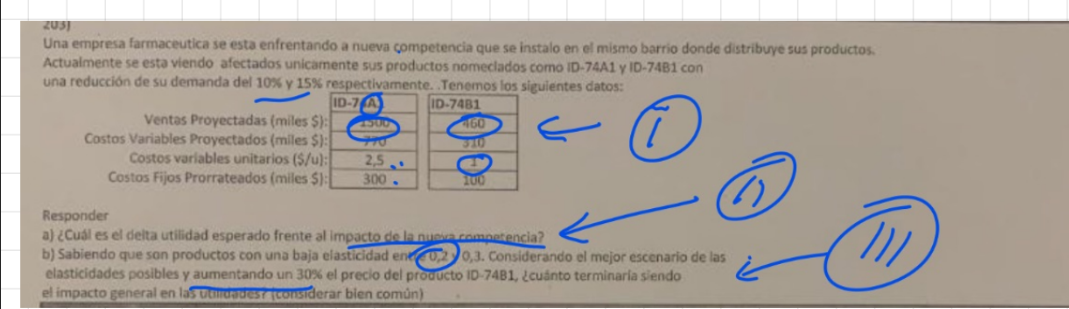 203)
Una empresa farmaceutica se esta enfrentando a nueva competencia que se instalo en el mismo barrio donde distribuye sus productos.
Actualmente se esta viendo afectados unicamente sus productos nomeclados como ID-74A1 y ID-74B1 con
una reducción de su demanda del 10% y 15% respectivamente. .Tenemos los siguientes datos:
ID-74A1 ID-74B1
Ventas Proyectadas (miles $): 1500 460
Costos Variables Proyectados (miles $): 770 310
Costos variables unitarios ($/u): 2,5 1
Costos Fijos Prorrateados (miles $): 300 100
I
II
III
Responder
a) ¿Cuál es el delta utilidad esperado frente al impacto de la nueva competencia?
b) Sabiendo que son productos con una baja elasticidad entre 0,2 y 0,3. Considerando el mejor escenario de las
elasticidades posibles y aumentando un 30% el precio del producto ID-74B1, ¿cuánto terminaría siendo
el impacto general en las utilidades? (considerar bien común)